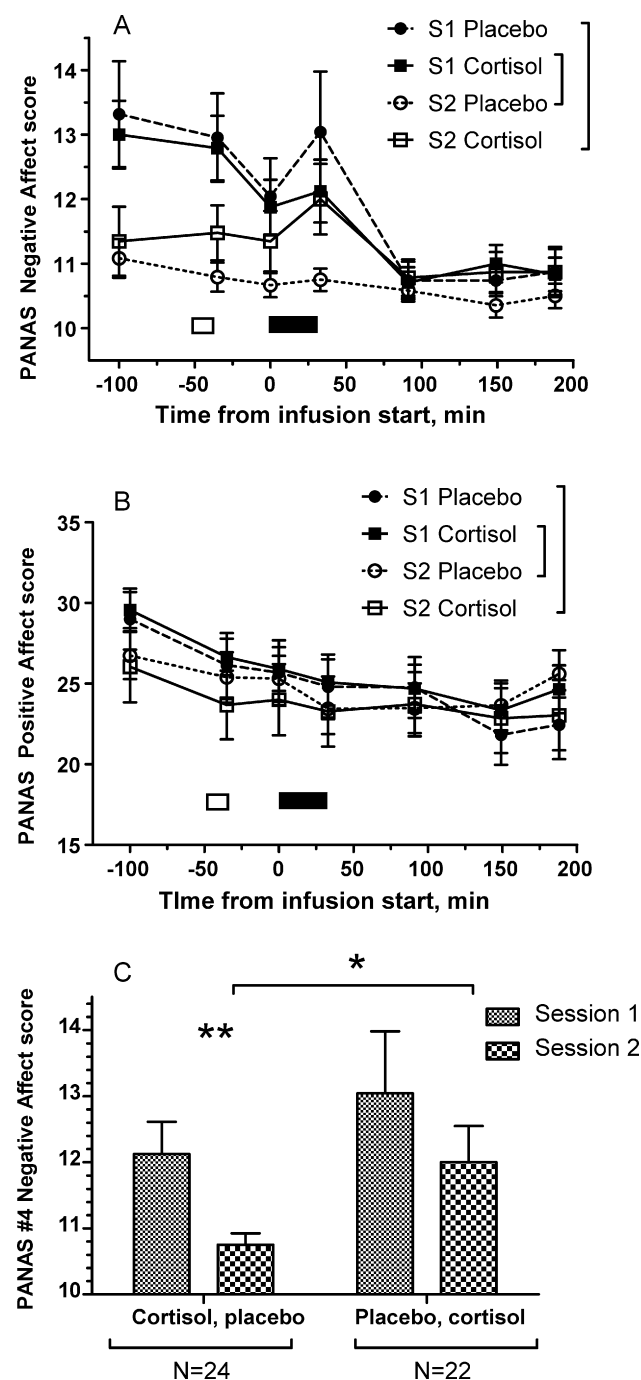 A
S1 Placebo
S1 Cortisol
S2 Placebo
S2 Cortisol
PANAS Negative Affect score
14
13
12
11
10
-100 -50 0 50 100 150 200
Time from infusion start, min
B
S1 Placebo
S1 Cortisol
S2 Placebo
S2 Cortisol
PANAS Positive Affect score
35
30
25
20
15
-100 -50 0 50 100 150 200
TIme from infusion start, min
C
*
**
Session 1
Session 2
PANAS #4 Negative Affect score
14
13
12
11
10
Cortisol, placebo Placebo, cortisol
N=24 N=22